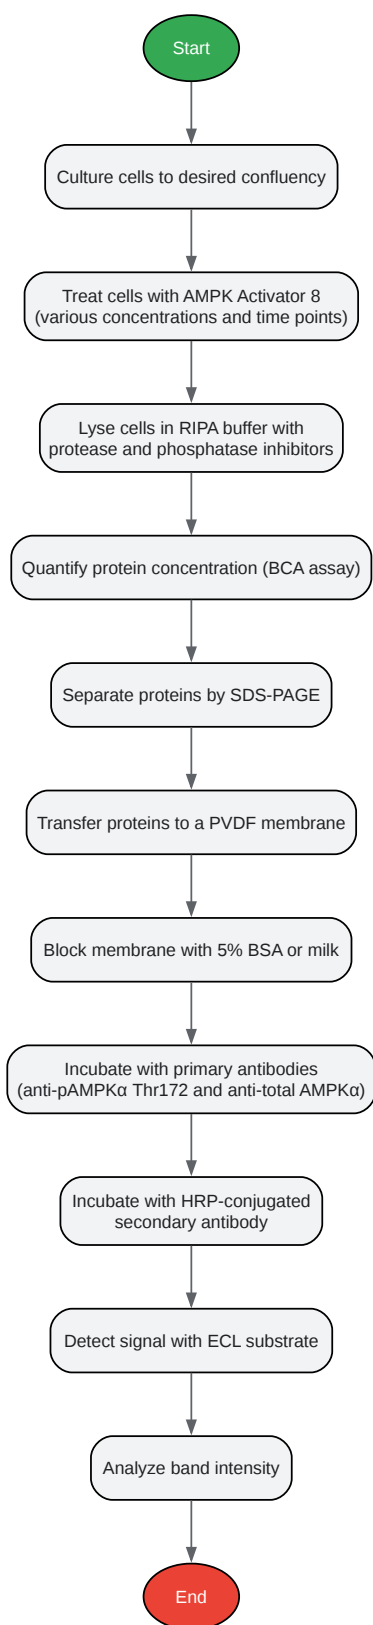 Start
Culture cells to desired confluency
Treat cells with AMPK Activator 8
(various concentrations and time points)
Lyse cells in RIPA buffer with
protease and phosphatase inhibitors
Quantify protein concentration (BCA assay)
Separate proteins by SDS-PAGE
Transfer proteins to a PVDF membrane
Block membrane with 5% BSA or milk
Incubate with primary antibodies
(anti-pAMPKα Thr172 and anti-total AMPKα)
Incubate with HRP-conjugated
secondary antibody
Detect signal with ECL substrate
Analyze band intensity
End